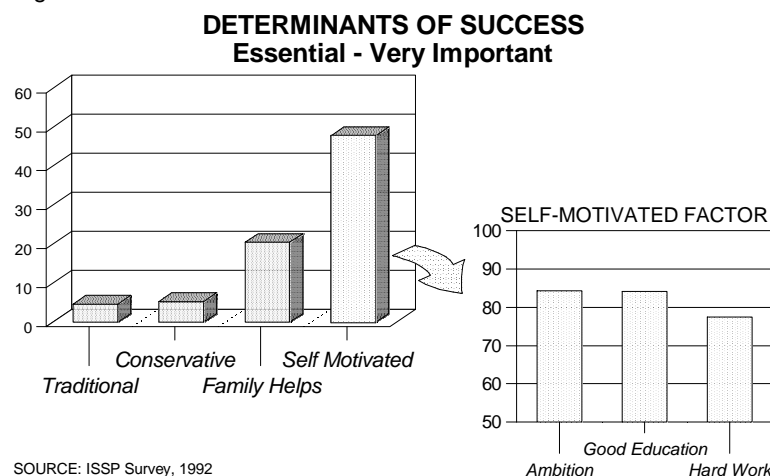 DETERMINANTS OF SUCCESS
Essential - Very Important
60
50
40
30
20
10
0
Traditional
Conservative
Family Helps
Self Motivated
SELF-MOTIVATED FACTOR
100
90
80
70
60
50
Ambition
Good Education
Hard Work
SOURCE: ISSP Survey, 1992